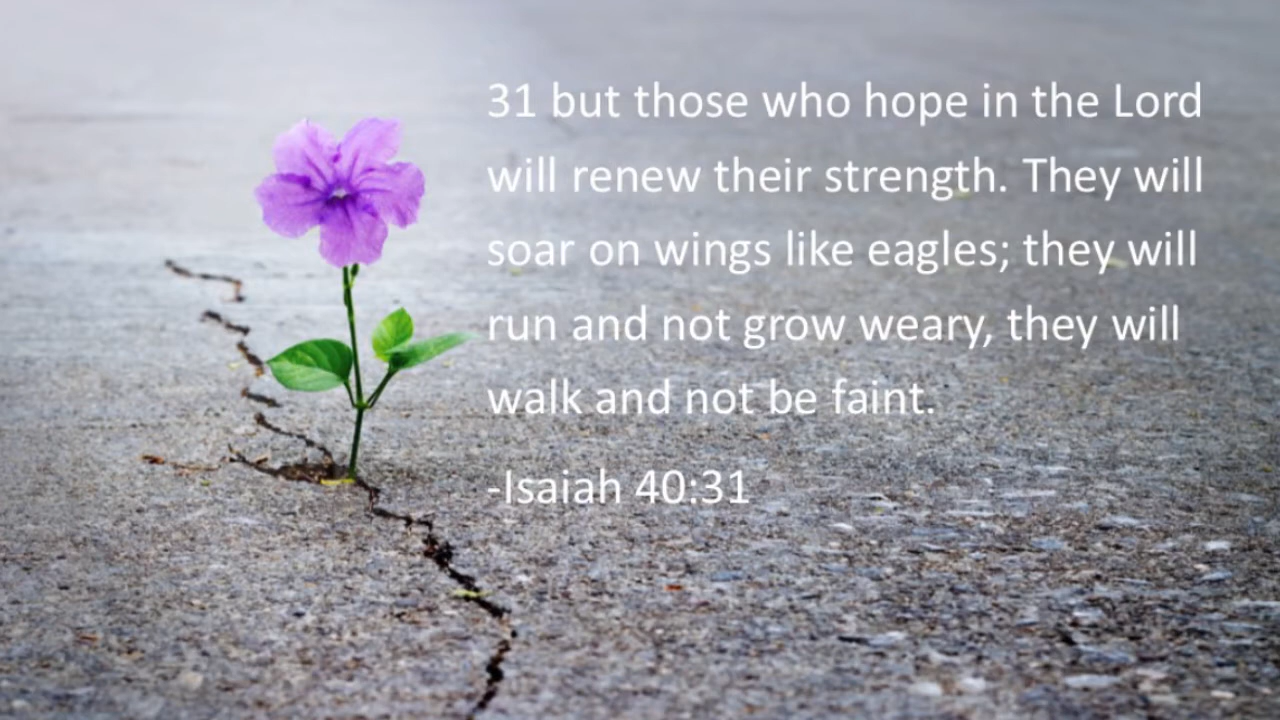 31 but those who hope in the Lord
will renew their strength. They will
soar on wings like eagles; they will
run and not grow weary, they will
walk and not be faint.
-Isaiah 40:31